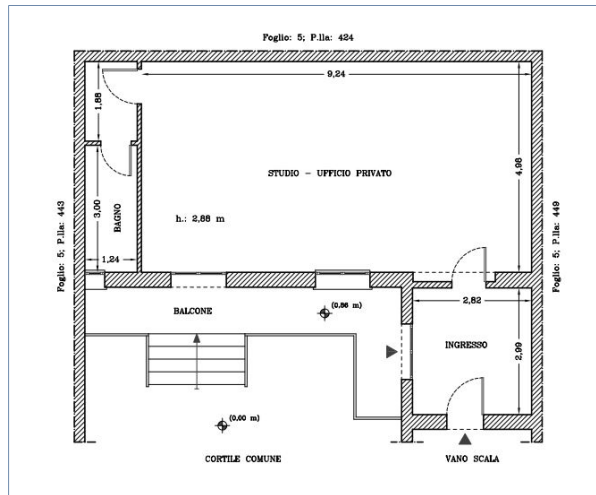 Foglio: 5; P.lla: 424
9,24
1,88
4,98
STUDIO - UFFICIO PRIVATO
3,00
BAGNO
h.: 2,88 m
Foglio: 5; P.lla: 443
Foglio: 5; P.lla: 449
1,24
2,82
BALCONE
(0,86 m)
INGRESSO
2,99
(0,00 m)
CORTILE COMUNE
VANO SCALA